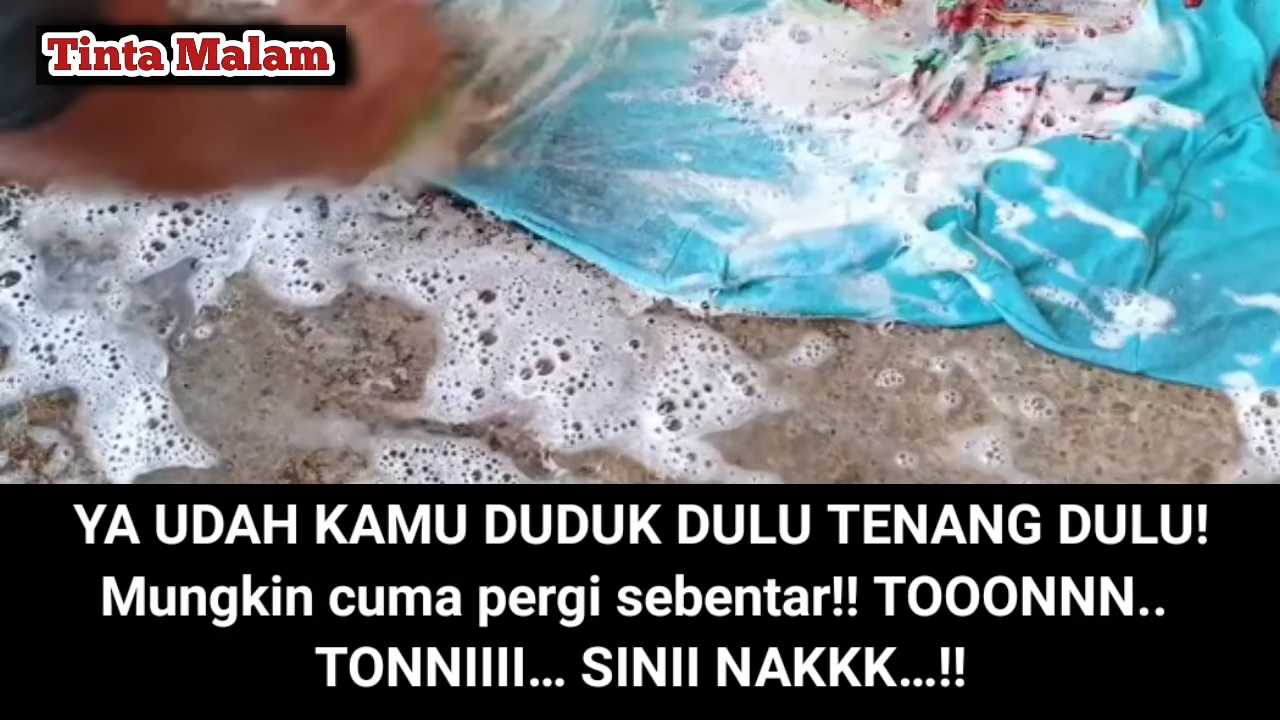 Tinta Malam
YA UDAH KAMU DUDUK DULU TENANG DULU!
Mungkin cuma pergi sebentar!! TOOONNN..
TONNIIII... SINII NAKKK...!!